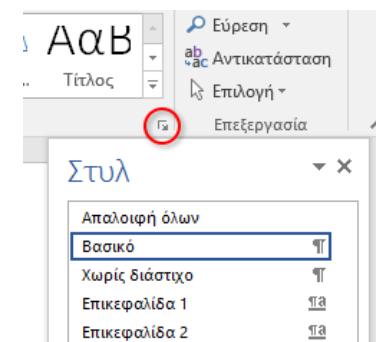 Εύρεση
ΑαΒ
Αντικατάσταση
Τίτλος
Επιλογή
Επεξεργασία
Στυλ
Απαλοιφή όλων
Βασικό ¶
Χωρίς διάστιχο ¶
Επικεφαλίδα 1 ¶a
Επικεφαλίδα 2 ¶a